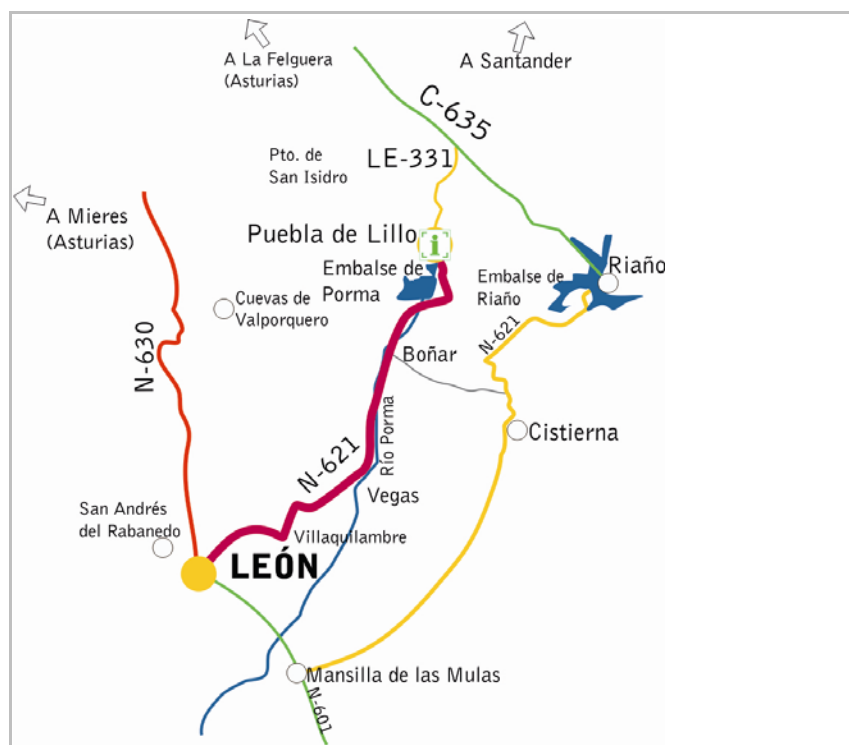 A La Felguera
(Asturias)
A Santander
C-635
Pto. de
San Isidro
LE-331
A Mieres
(Asturias)
Puebla de Lillo
i
Embalse de
Porma
Embalse de
Riaño
Riaño
Cuevas de
Valporquero
N-630
N-621
Boñar
Cistierna
Río Porma
N-621
Vegas
San Andrés
del Rabanedo
Villaquilambre
LEÓN
Mansilla de las Mulas
N-601